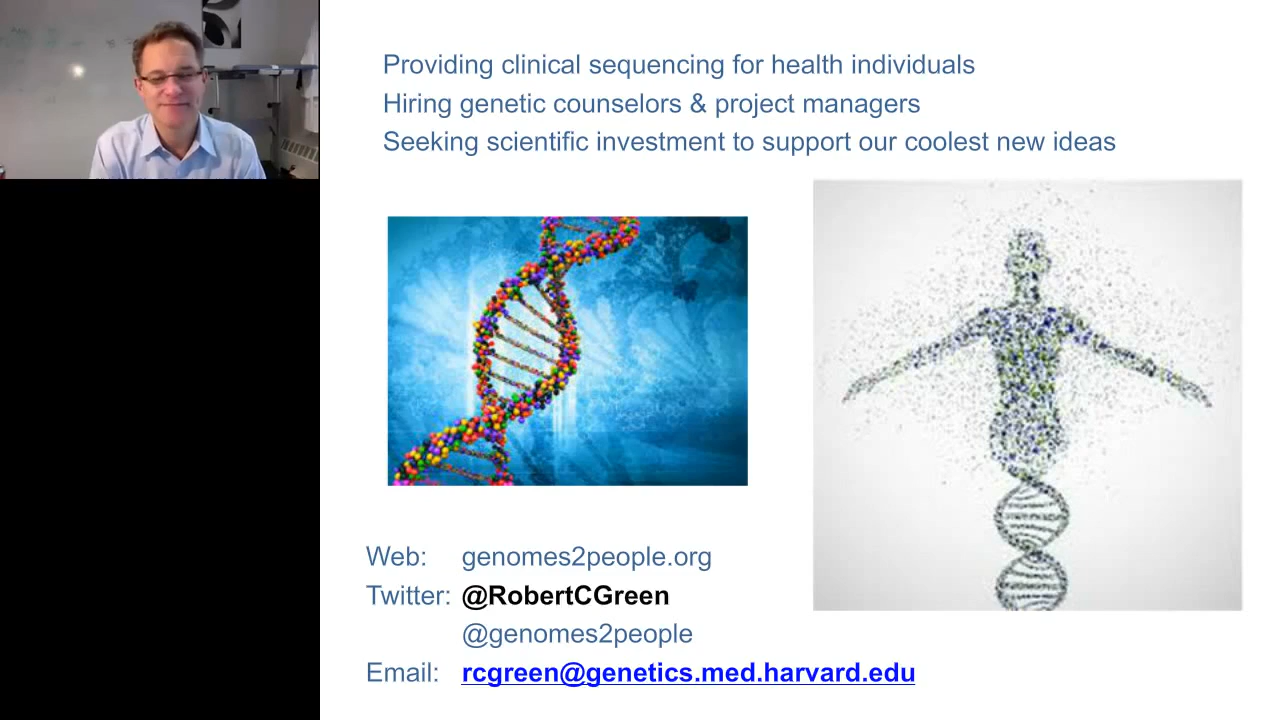 Providing clinical sequencing for health individuals
Hiring genetic counselors & project managers
Seeking scientific investment to support our coolest new ideas
Web: genomes2people.org
Twitter: @RobertCGreen
@genomes2people
Email: rcgreen@genetics.med.harvard.edu